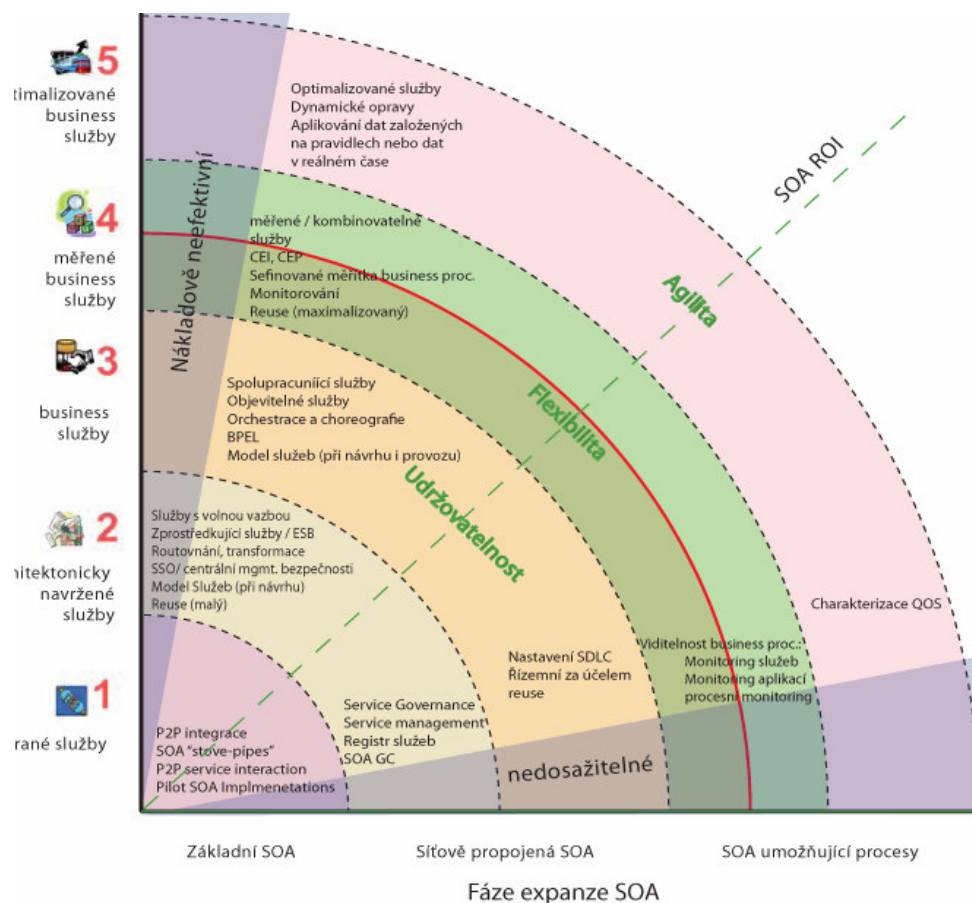 5
timalizované
business
služby
4
měřené
business
služby
3
business
služby
2
hitektonicky
navržené
služby
1
rané služby
Nákladově neefektivní
Optimalizované služby
Dynamické opravy
Aplikování dat založených
na pravidlech nebo dat
v reálném čase
SOA ROI
Agilita
měřené / kombinovatelné
služby
CEI, CEP
Sefinované měřítka business proc.
Monitorování
Reuse (maximalizovaný)
Flexibilita
Spolupracuniící služby
Objevitelné služby
Orchestrace a choreografie
BPEL
Model služeb (při návrhu i provozu)
Udržovatelnost
Služby s volnou vazbou
Zprostředkující služby / ESB
Routovnání, transformace
SSO/ centrální mgmt. bezpečnosti
Model Služeb (při návrhu)
Reuse (malý)
Charakterizace QOS
Viditelnost business proc.:
Monitoring služeb
Monitoring aplikací
procesní monitoring
Nastavení SDLC
Řízemní za účelem
reuse
Service Governance
Service management
Registr služeb
SOA GC
P2P integrace
SOA "stove-pipes"
P2P service interaction
Pilot SOA Implmenetations
nedosažitelné
Základní SOA
Síťově propojená SOA
SOA umožňující procesy
Fáze expanze SOA